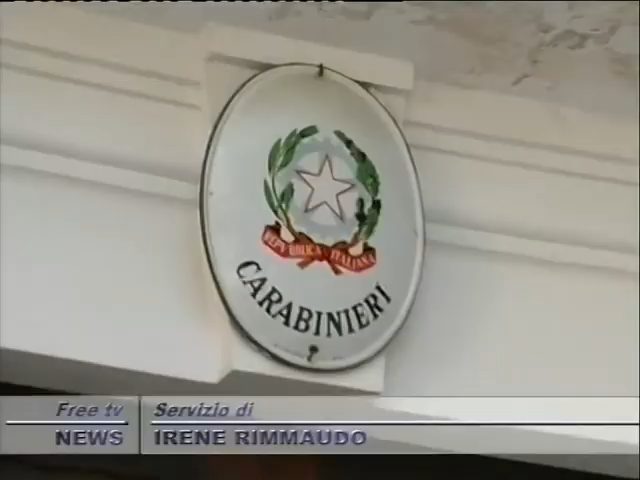 REPUBBLICA ITALIANA
CARABINIERI
Free tv
NEWS
Servizio di
IRENE RIMMAUDO